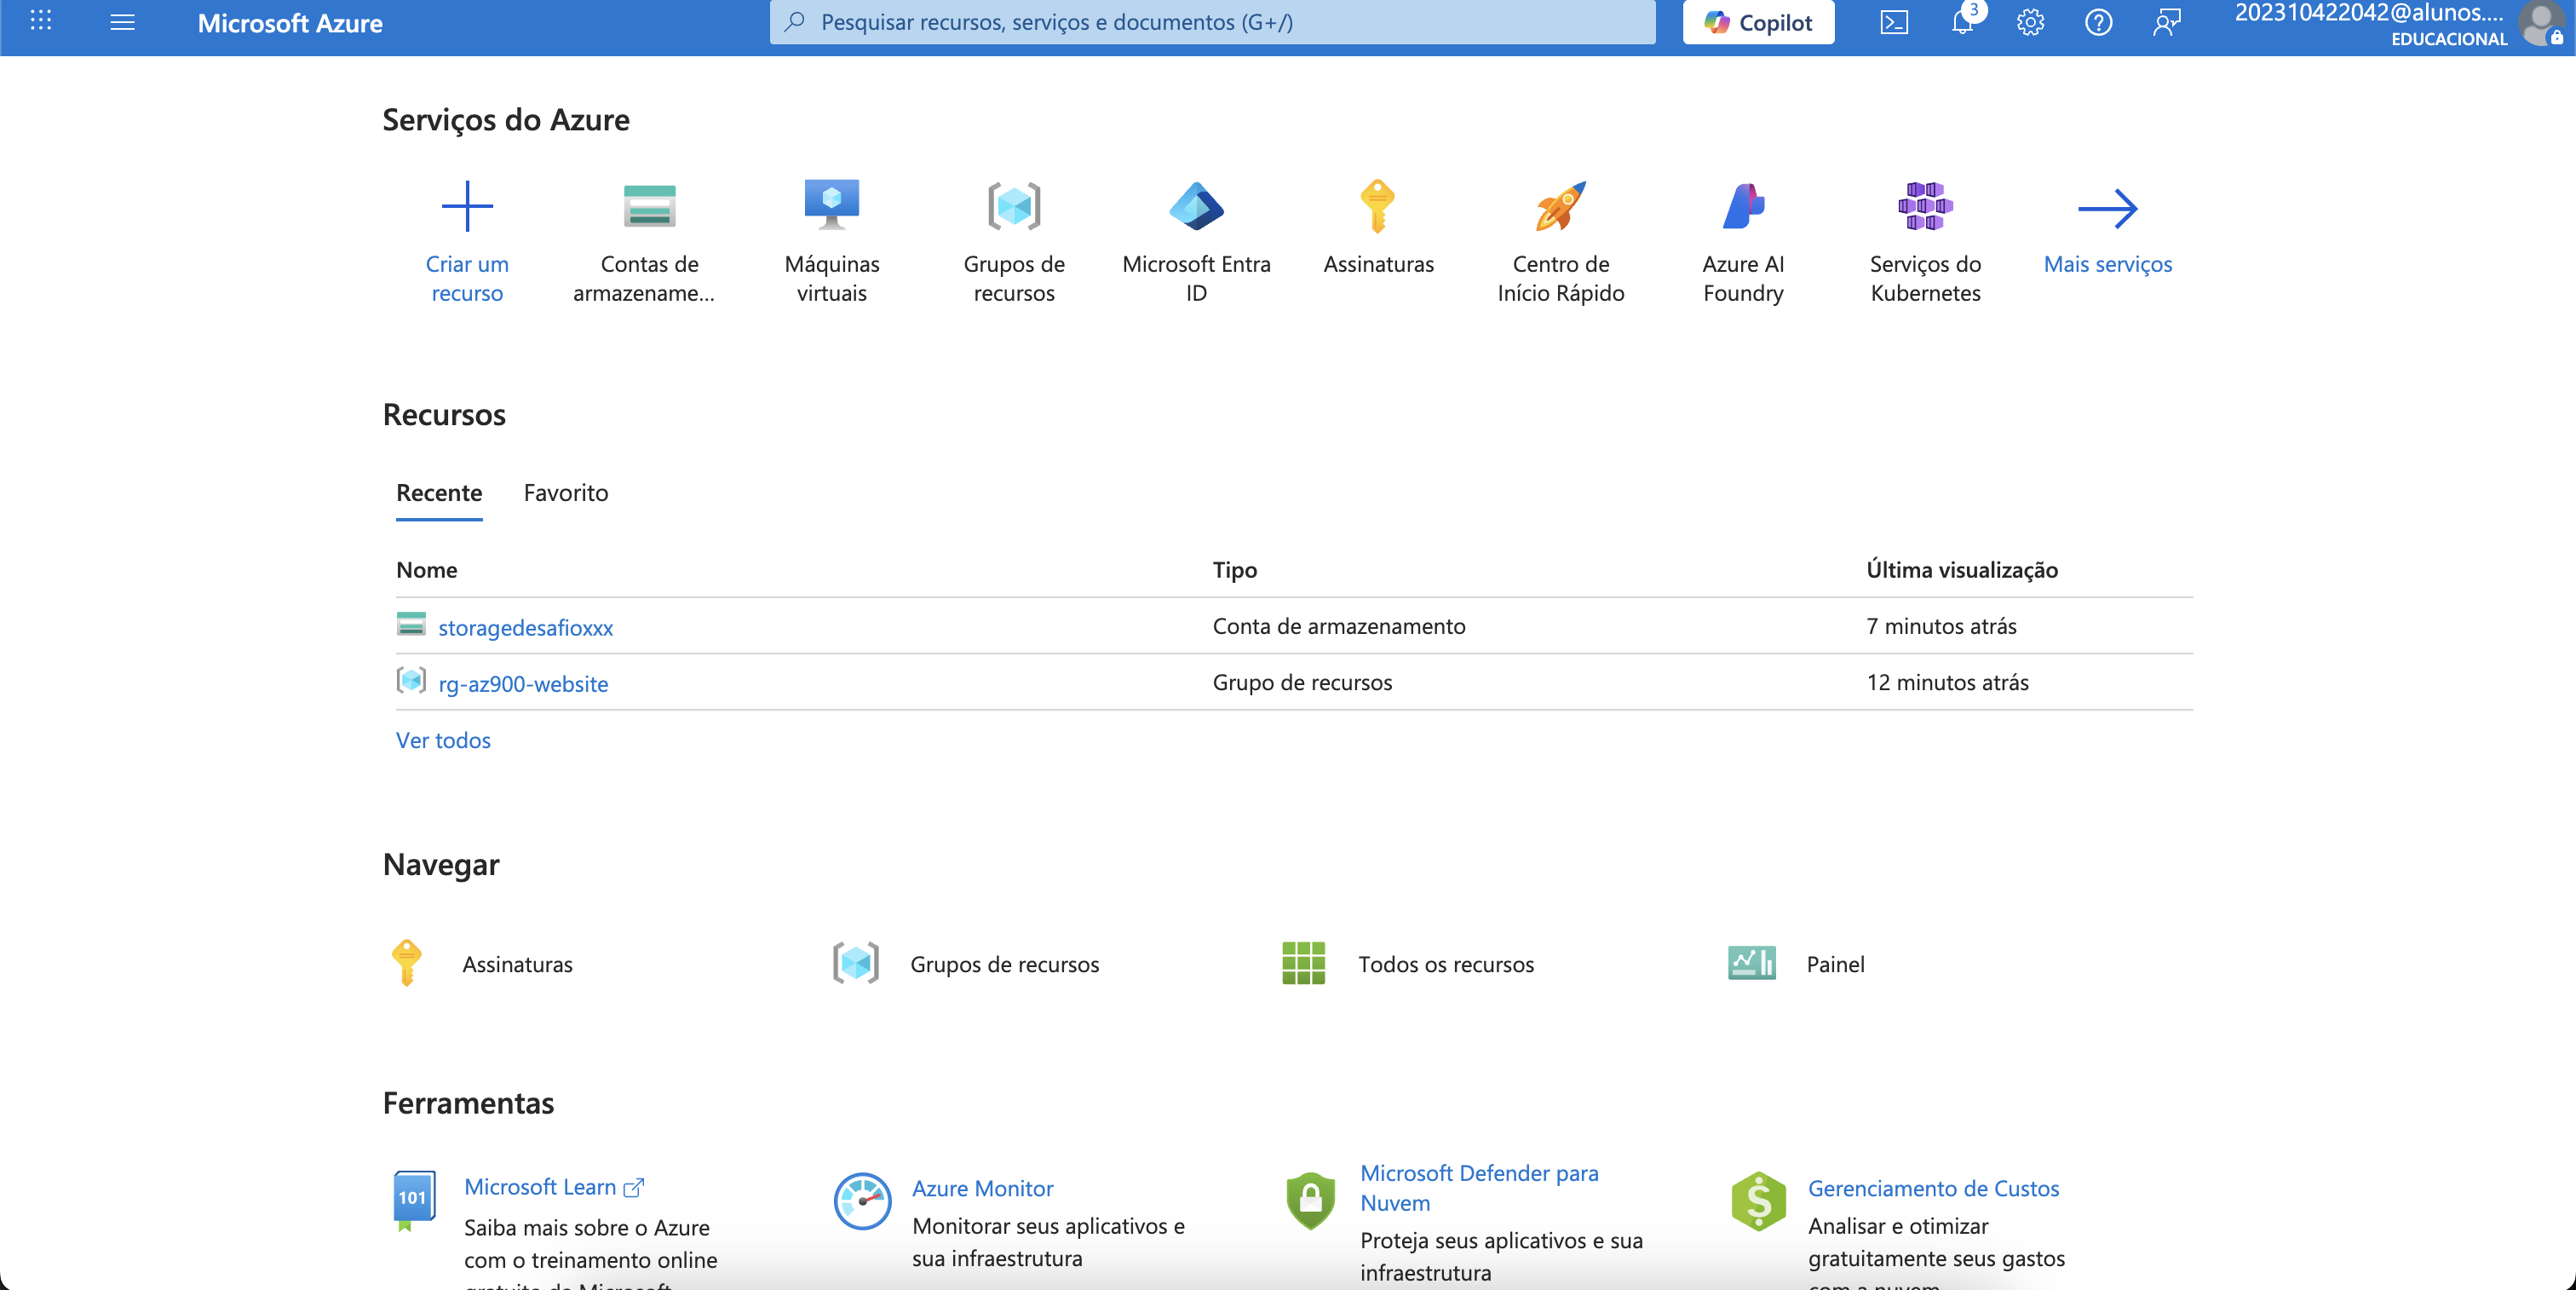 Microsoft Azure
Pesquisar recursos, serviços e documentos (G+/)
Copilot
3
202310422042@alunos....
EDUCACIONAL
Serviços do Azure
Criar um
recurso
Contas de
armazename...
Máquinas
virtuais
Grupos de
recursos
Microsoft Entra
ID
Assinaturas
Centro de
Início Rápido
Azure AI
Foundry
Serviços do
Kubernetes
Mais serviços
Recursos
Recente
Favorito
Nome
Tipo
Última visualização
storagedesafioxxx
Conta de armazenamento
7 minutos atrás
rg-az900-website
Grupo de recursos
12 minutos atrás
Ver todos
Navegar
Assinaturas
Grupos de recursos
Todos os recursos
Painel
Ferramentas
101
Microsoft Learn
Saiba mais sobre o Azure
com o treinamento online
gratuito da Microsoft
Azure Monitor
Monitorar seus aplicativos e
sua infraestrutura
Microsoft Defender para
Nuvem
Proteja seus aplicativos e sua
infraestrutura
Gerenciamento de Custos
Analisar e otimizar
gratuitamente seus gastos
com a nuvem